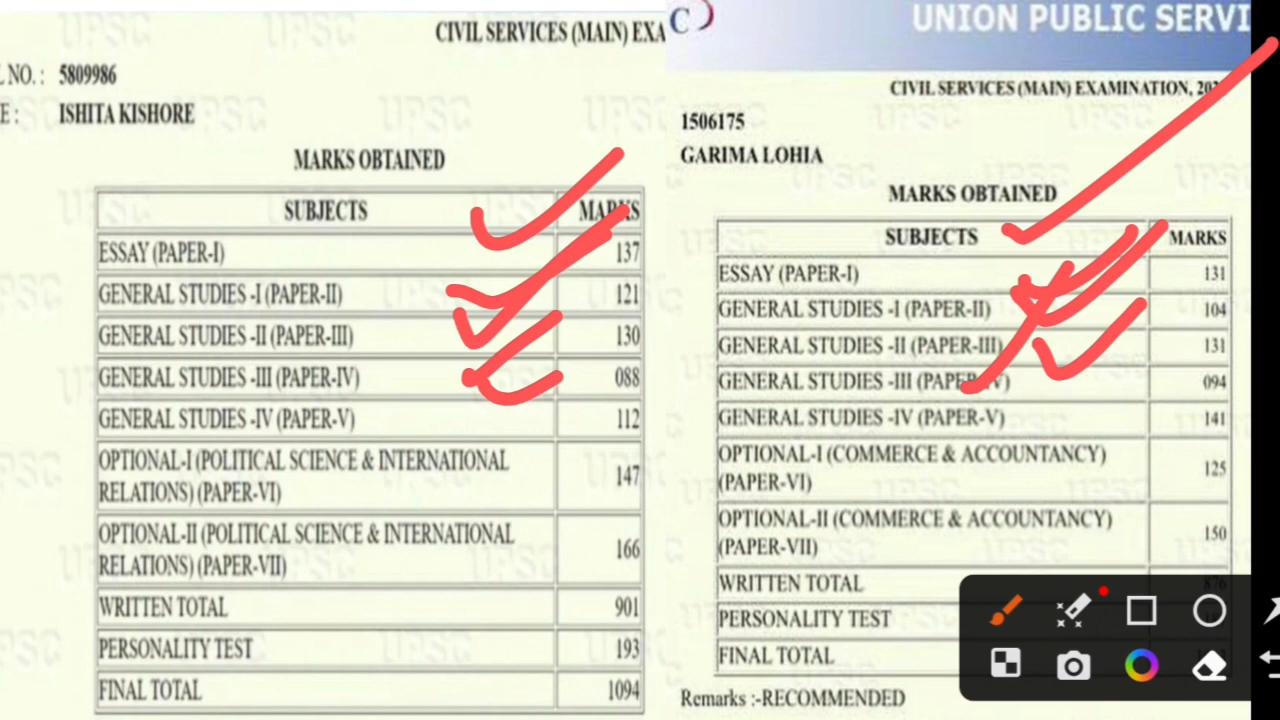 CIVIL SERVICES (MAIN) EXA
L NO. : 5809986
E : ISHITA KISHORE
MARKS OBTAINED
SUBJECTS MARKS
ESSAY (PAPER-I) 137
GENERAL STUDIES -I (PAPER-II) 121
GENERAL STUDIES -II (PAPER-III) 130
GENERAL STUDIES -III (PAPER-IV) 088
GENERAL STUDIES -IV (PAPER-V) 112
OPTIONAL-I (POLITICAL SCIENCE & INTERNATIONAL
RELATIONS) (PAPER-VI) 147
OPTIONAL-II (POLITICAL SCIENCE & INTERNATIONAL
RELATIONS) (PAPER-VII) 166
WRITTEN TOTAL 901
PERSONALITY TEST 193
FINAL TOTAL 1094
C
UNION PUBLIC SERVI
CIVIL SERVICES (MAIN) EXAMINATION,
1506175
GARIMA LOHIA
MARKS OBTAINED
SUBJECTS MARKS
ESSAY (PAPER-I) 131
GENERAL STUDIES -I (PAPER-II) 104
GENERAL STUDIES -II (PAPER-III) 131
GENERAL STUDIES -III (PAPER-IV) 094
GENERAL STUDIES -IV (PAPER-V) 141
OPTIONAL-I (COMMERCE & ACCOUNTANCY)
(PAPER-VI) 125
OPTIONAL-II (COMMERCE & ACCOUNTANCY)
(PAPER-VII) 150
WRITTEN TOTAL 876
PERSONALITY TEST
FINAL TOTAL
Remarks :-RECOMMENDED